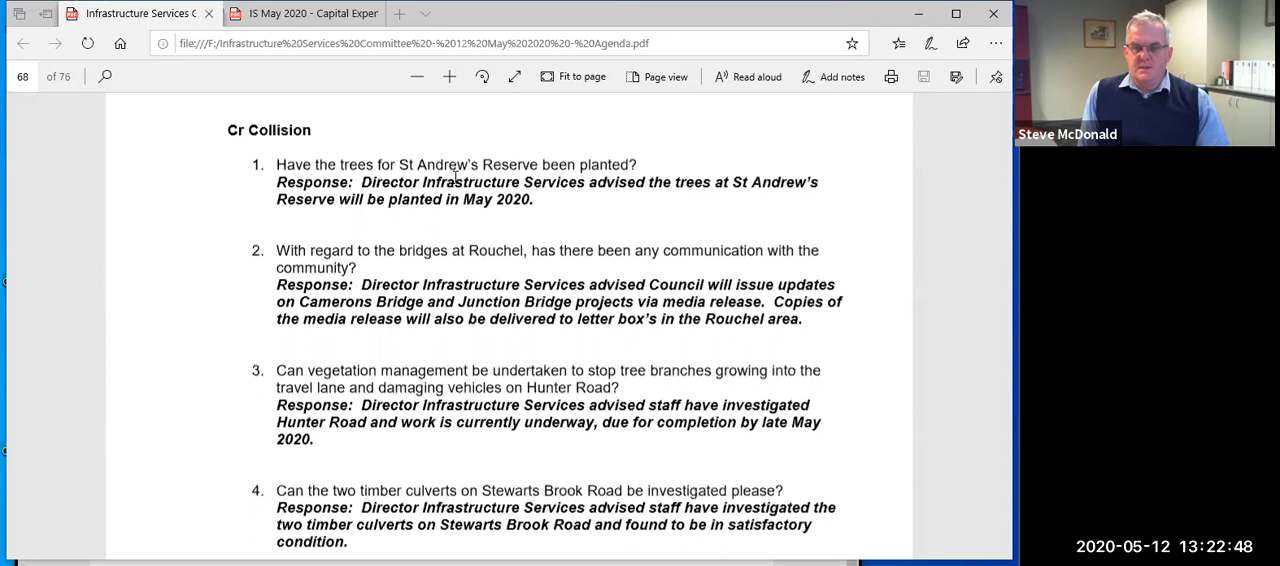 Infrastructure Services C
IS May 2020 - Capital Exper
file:///F:/Infrastructure%20Services%20Committee%20-%2012%20May%202020%20-%20Agenda.pdf
68 of 76
Fit to page
Page view
Read aloud
Add notes
Steve McDonald
Cr Collision
1. Have the trees for St Andrew's Reserve been planted?
Response: Director Infrastructure Services advised the trees at St Andrew's
Reserve will be planted in May 2020.
2. With regard to the bridges at Rouchel, has there been any communication with the
community?
Response: Director Infrastructure Services advised Council will issue updates
on Camerons Bridge and Junction Bridge projects via media release. Copies of
the media release will also be delivered to letter box's in the Rouchel area.
3. Can vegetation management be undertaken to stop tree branches growing into the
travel lane and damaging vehicles on Hunter Road?
Response: Director Infrastructure Services advised staff have investigated
Hunter Road and work is currently underway, due for completion by late May
2020.
4. Can the two timber culverts on Stewarts Brook Road be investigated please?
Response: Director Infrastructure Services advised staff have investigated the
two timber culverts on Stewarts Brook Road and found to be in satisfactory
condition.
2020-05-12 13:22:48